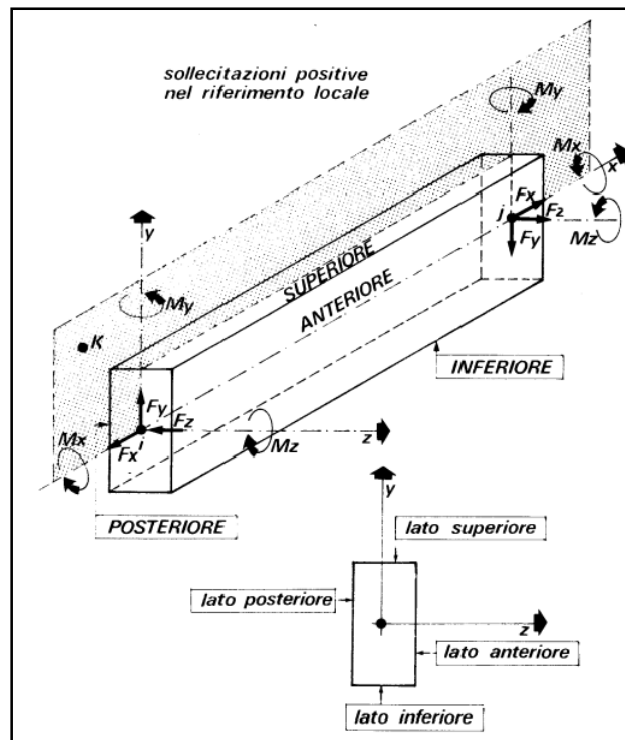 sollecitazioni positive
nel riferimento locale
My
Mx
x
Fx
j
Fz
Fy
Mz
y
SUPERIORE
ANTERIORE
My
K
INFERIORE
Fy
Fz
Mx
Fx
i
Mz
z
POSTERIORE
y
lato superiore
lato posteriore
z
lato anteriore
lato inferiore